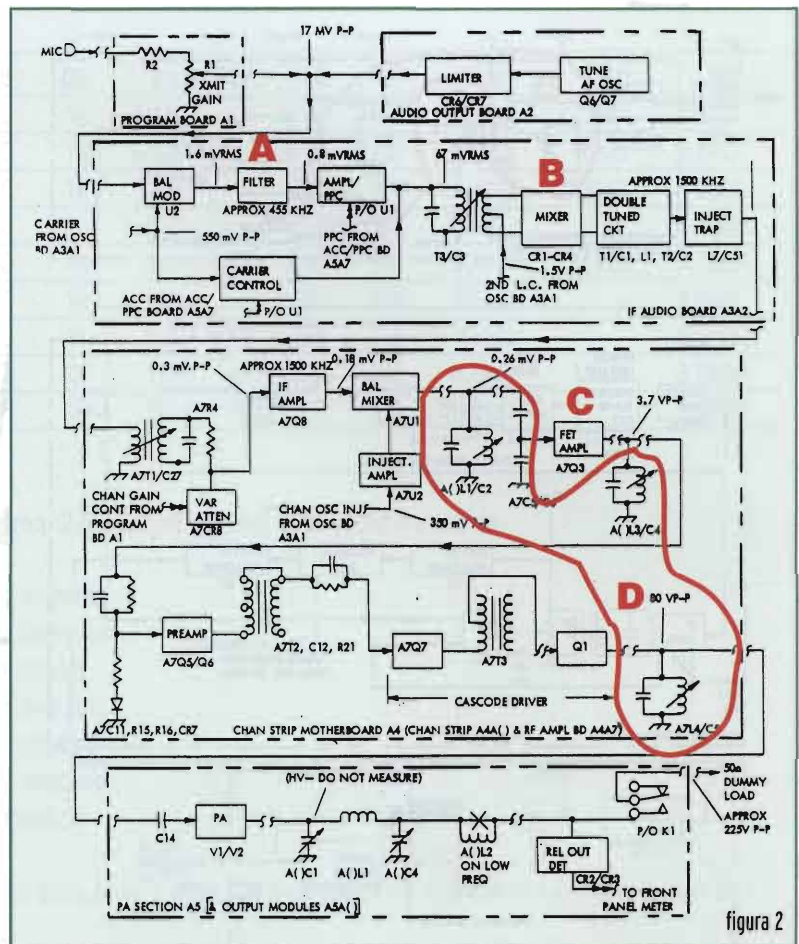 17 MV P-P
MIC
R2
R1
XMIT
GAIN
PROGRAM BOARD A1
LIMITER
CR6/CR7
TUNE
AF OSC
Q6/Q7
AUDIO OUTPUT BOARD A2
1.6 mVRMS
A
0.8 mVRMS
67 mVRMS
B
APPROX 1500 KHZ
BAL
MOD
U2
FILTER
APPROX 455 KHZ
AMPL/
PPC
P/O U1
T3/C3
MIXER
CR1-CR4
DOUBLE
TUNED
CKT
T1/C1, L1, T2/C2
INJECT
TRAP
L7/C51
CARRIER
FROM OSC
BD A3A1
550 mV P-P
PPC FROM
ACC/PPC BD
A5A7
1.5V P-P
2ND L.C. FROM
OSC BD A3A1
CARRIER
CONTROL
P/O U1
ACC FROM ACC/
PPC BOARD A5A7
IF AUDIO BOARD A3A2
0.3 mV. P-P
APPROX 1500 KHZ
0.18 mV P-P
0.26 mV. P-P
IF
AMPL
A7Q8
BAL
MIXER
A7U1
C
FET
AMPL
A7Q3
3.7 VP-P
A7R4
A7T1/C27
A( )L1/C2
A( )L3/C4
INJECT.
AMPL
A7U2
CHAN GAIN
CONT FROM
PROGRAM
BD A1
VAR
ATTEN
A7CR8
CHAN OSC INJ
FROM OSC BD
A3A1
350 mV P-P
D
80 VP-P
PREAMP
A7Q5/Q6
A7T2, C12, R21
A7Q7
A7T3
Q1
CASCODE DRIVER
A7C11, R15, R16, CR7
CHAN STRIP MOTHERBOARD A4 (CHAN STRIP A4A( ) & RF AMPL BD A4A7)
(HV— DO NOT MEASURE)
50Ω
DUMMY
LOAD
APPROX
225V P-P
C14
PA
V1/V2
A( )C1
A( )L1
A( )C4
A( )L2
ON LOW
FREQ
REL OUT
DET
CR2/CR3
P/O K1
TO FRONT
PANEL METER
PA SECTION A5 [& OUTPUT MODULES A5A( )]
figura 2